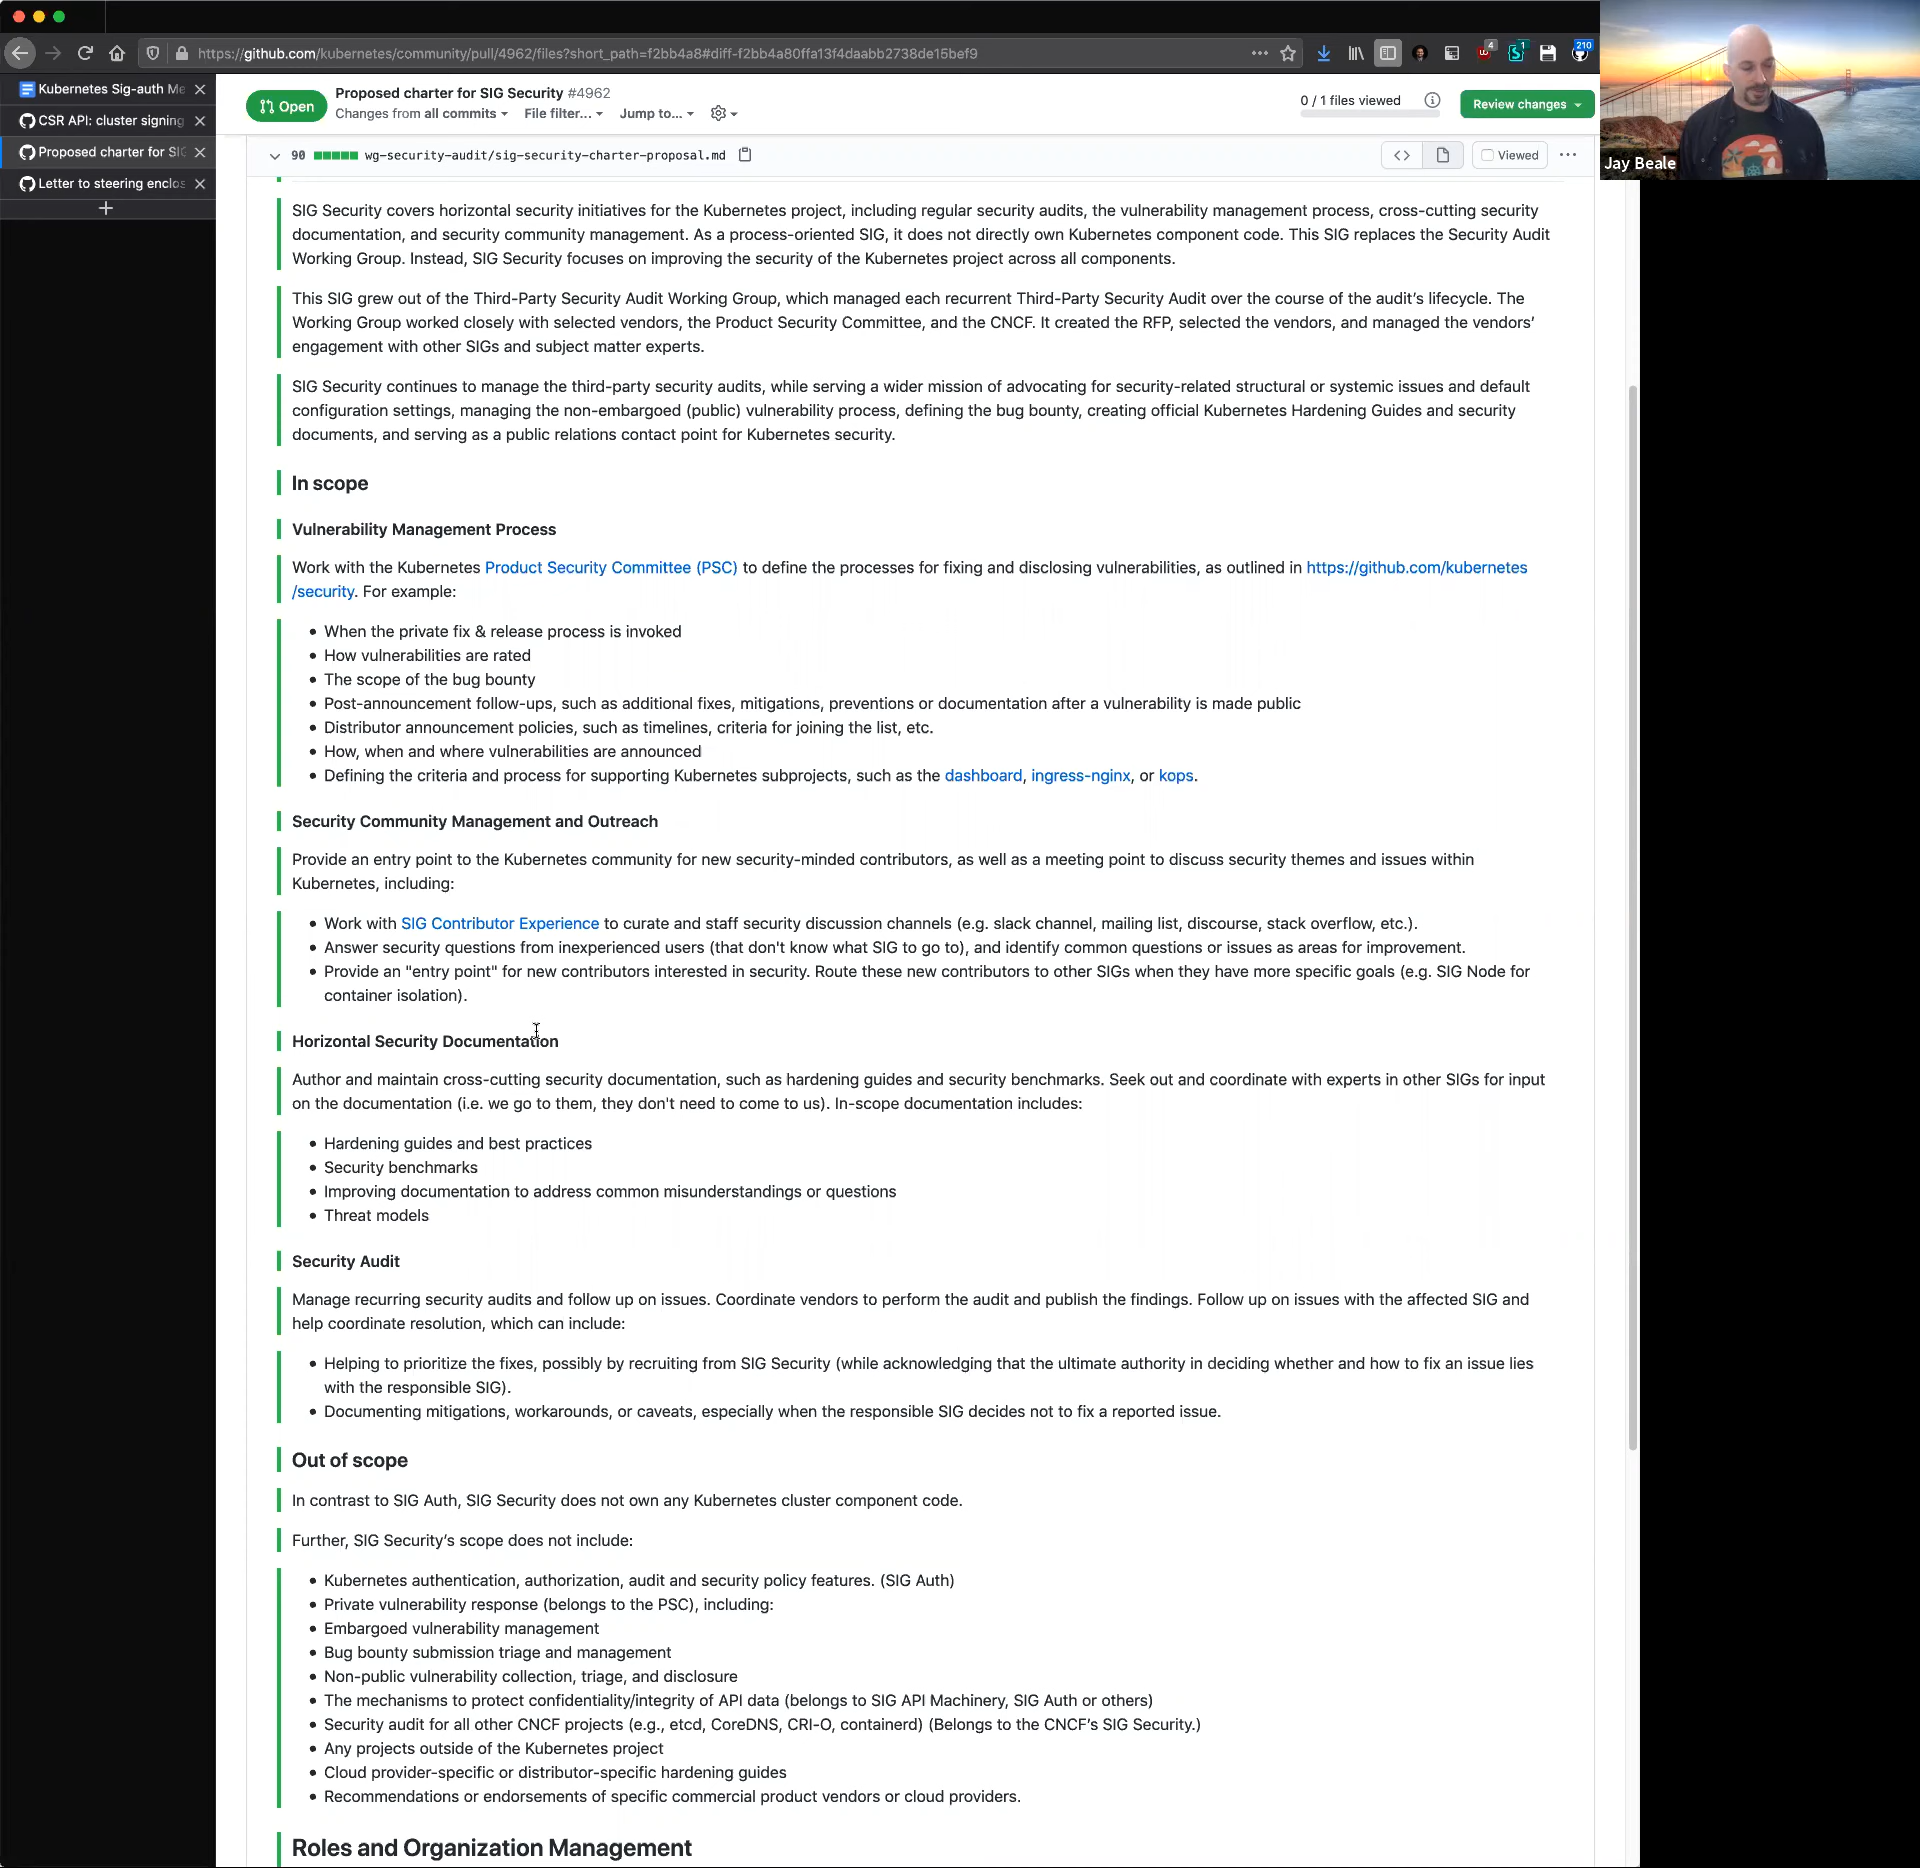 https://github.com/kubernetes/community/pull/4962/files?short_path=f2bb4a8#diff-f2bb4a80ffa13f4daabb2738de15bef9
4
1
210
Kubernetes Sig-auth Me
CSR API: cluster signing
Proposed charter for SIG
Letter to steering enclos
Open
Proposed charter for SIG Security #4962
Changes from all commits
File filter...
Jump to...
0 / 1 files viewed
Review changes
Jay Beale
90
wg-security-audit/sig-security-charter-proposal.md
Viewed
SIG Security covers horizontal security initiatives for the Kubernetes project, including regular security audits, the vulnerability management process, cross-cutting security
documentation, and security community management. As a process-oriented SIG, it does not directly own Kubernetes component code. This SIG replaces the Security Audit
Working Group. Instead, SIG Security focuses on improving the security of the Kubernetes project across all components.
This SIG grew out of the Third-Party Security Audit Working Group, which managed each recurrent Third-Party Security Audit over the course of the audit's lifecycle. The
Working Group worked closely with selected vendors, the Product Security Committee, and the CNCF. It created the RFP, selected the vendors, and managed the vendors'
engagement with other SIGs and subject matter experts.
SIG Security continues to manage the third-party security audits, while serving a wider mission of advocating for security-related structural or systemic issues and default
configuration settings, managing the non-embargoed (public) vulnerability process, defining the bug bounty, creating official Kubernetes Hardening Guides and security
documents, and serving as a public relations contact point for Kubernetes security.
In scope
Vulnerability Management Process
Work with the Kubernetes Product Security Committee (PSC) to define the processes for fixing and disclosing vulnerabilities, as outlined in https://github.com/kubernetes
/security. For example:
• When the private fix & release process is invoked
• How vulnerabilities are rated
• The scope of the bug bounty
• Post-announcement follow-ups, such as additional fixes, mitigations, preventions or documentation after a vulnerability is made public
• Distributor announcement policies, such as timelines, criteria for joining the list, etc.
• How, when and where vulnerabilities are announced
• Defining the criteria and process for supporting Kubernetes subprojects, such as the dashboard, ingress-nginx, or kops.
Security Community Management and Outreach
Provide an entry point to the Kubernetes community for new security-minded contributors, as well as a meeting point to discuss security themes and issues within
Kubernetes, including:
• Work with SIG Contributor Experience to curate and staff security discussion channels (e.g. slack channel, mailing list, discourse, stack overflow, etc.).
• Answer security questions from inexperienced users (that don't know what SIG to go to), and identify common questions or issues as areas for improvement.
• Provide an "entry point" for new contributors interested in security. Route these new contributors to other SIGs when they have more specific goals (e.g. SIG Node for
container isolation).
Horizontal Security Documentation
Author and maintain cross-cutting security documentation, such as hardening guides and security benchmarks. Seek out and coordinate with experts in other SIGs for input
on the documentation (i.e. we go to them, they don't need to come to us). In-scope documentation includes:
• Hardening guides and best practices
• Security benchmarks
• Improving documentation to address common misunderstandings or questions
• Threat models
Security Audit
Manage recurring security audits and follow up on issues. Coordinate vendors to perform the audit and publish the findings. Follow up on issues with the affected SIG and
help coordinate resolution, which can include:
• Helping to prioritize the fixes, possibly by recruiting from SIG Security (while acknowledging that the ultimate authority in deciding whether and how to fix an issue lies
with the responsible SIG).
• Documenting mitigations, workarounds, or caveats, especially when the responsible SIG decides not to fix a reported issue.
Out of scope
In contrast to SIG Auth, SIG Security does not own any Kubernetes cluster component code.
Further, SIG Security's scope does not include:
• Kubernetes authentication, authorization, audit and security policy features. (SIG Auth)
• Private vulnerability response (belongs to the PSC), including:
• Embargoed vulnerability management
• Bug bounty submission triage and management
• Non-public vulnerability collection, triage, and disclosure
• The mechanisms to protect confidentiality/integrity of API data (belongs to SIG API Machinery, SIG Auth or others)
• Security audit for all other CNCF projects (e.g., etcd, CoreDNS, CRI-O, containerd) (Belongs to the CNCF's SIG Security.)
• Any projects outside of the Kubernetes project
• Cloud provider-specific or distributor-specific hardening guides
• Recommendations or endorsements of specific commercial product vendors or cloud providers.
Roles and Organization Management